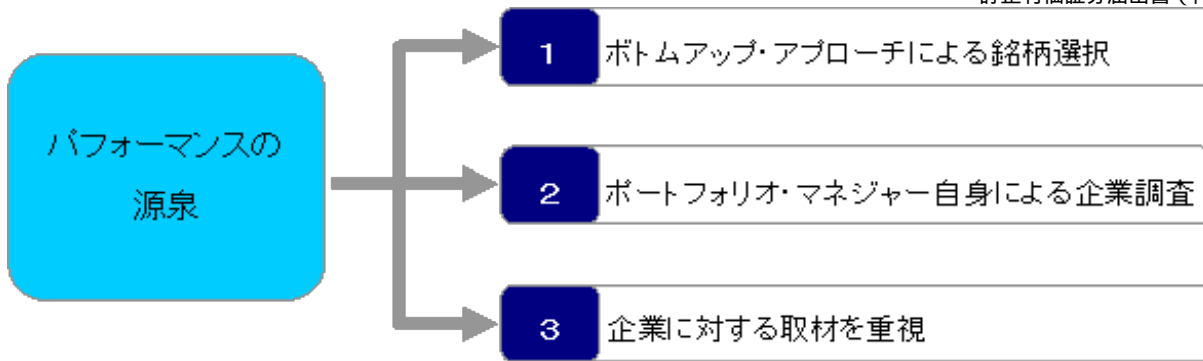 1 ボトムアップ・アプローチによる銘柄選択
パフォーマンスの
源泉
2 ポートフォリオ・マネジャー自身による企業調査
3 企業に対する取材を重視